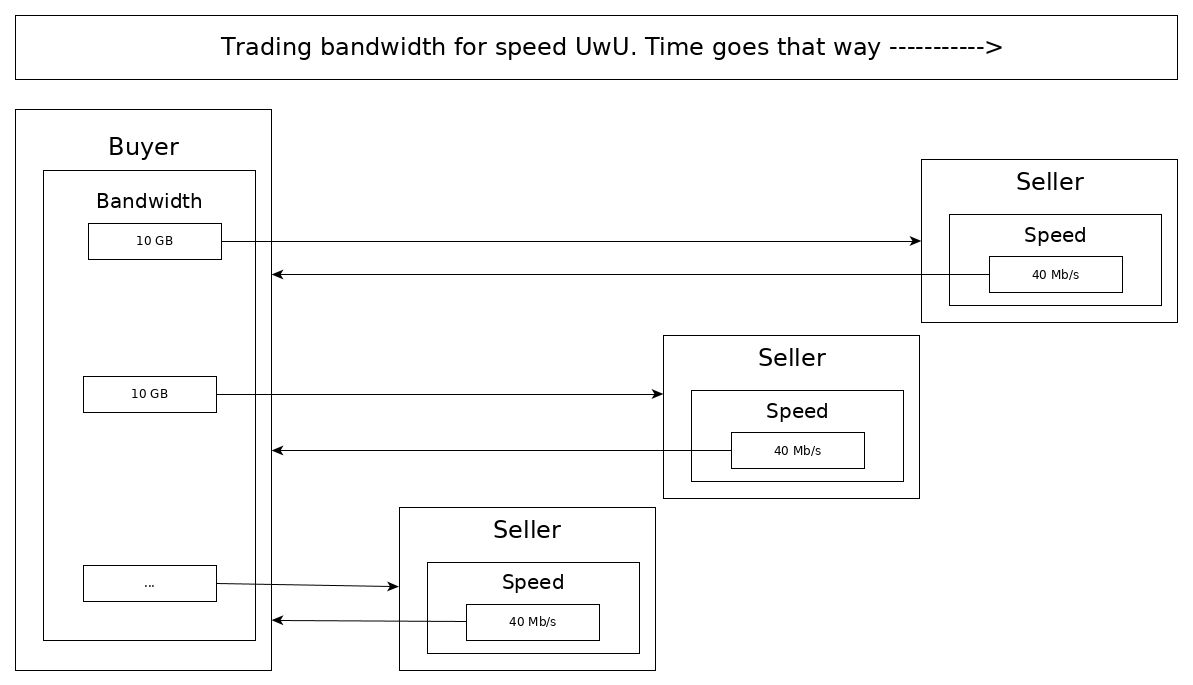 Trading bandwidth for speed UwU. Time goes that way ----------->
Buyer
Bandwidth
10 GB
10 GB
...
Seller
Speed
40 Mb/s
Seller
Speed
40 Mb/s
Seller
Speed
40 Mb/s